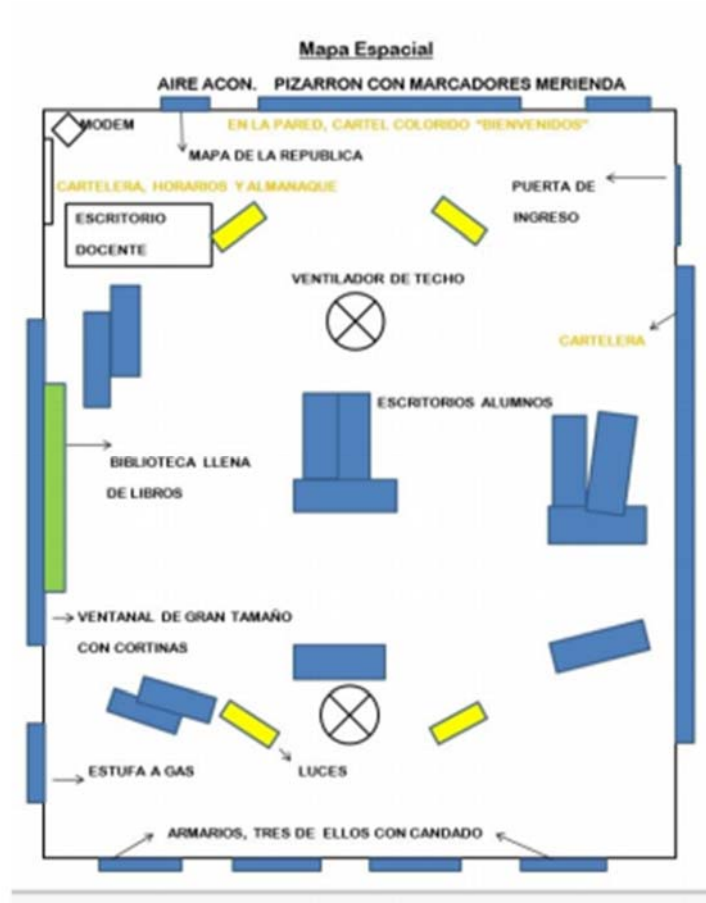 Mapa Espacial
AIRE ACON. PIZARRON CON MARCADORES MERIENDA
MODEM
EN LA PARED, CARTEL COLORIDO "BIENVENIDOS"
MAPA DE LA REPUBLICA
CARTELERA, HORARIOS Y ALMANAQUE
PUERTA DE
INGRESO
ESCRITORIO
DOCENTE
VENTILADOR DE TECHO
CARTELERA
ESCRITORIOS ALUMNOS
BIBLIOTECA LLENA
DE LIBROS
VENTANAL DE GRAN TAMAÑO
CON CORTINAS
ESTUFA A GAS
LUCES
ARMARIOS, TRES DE ELLOS CON CANDADO